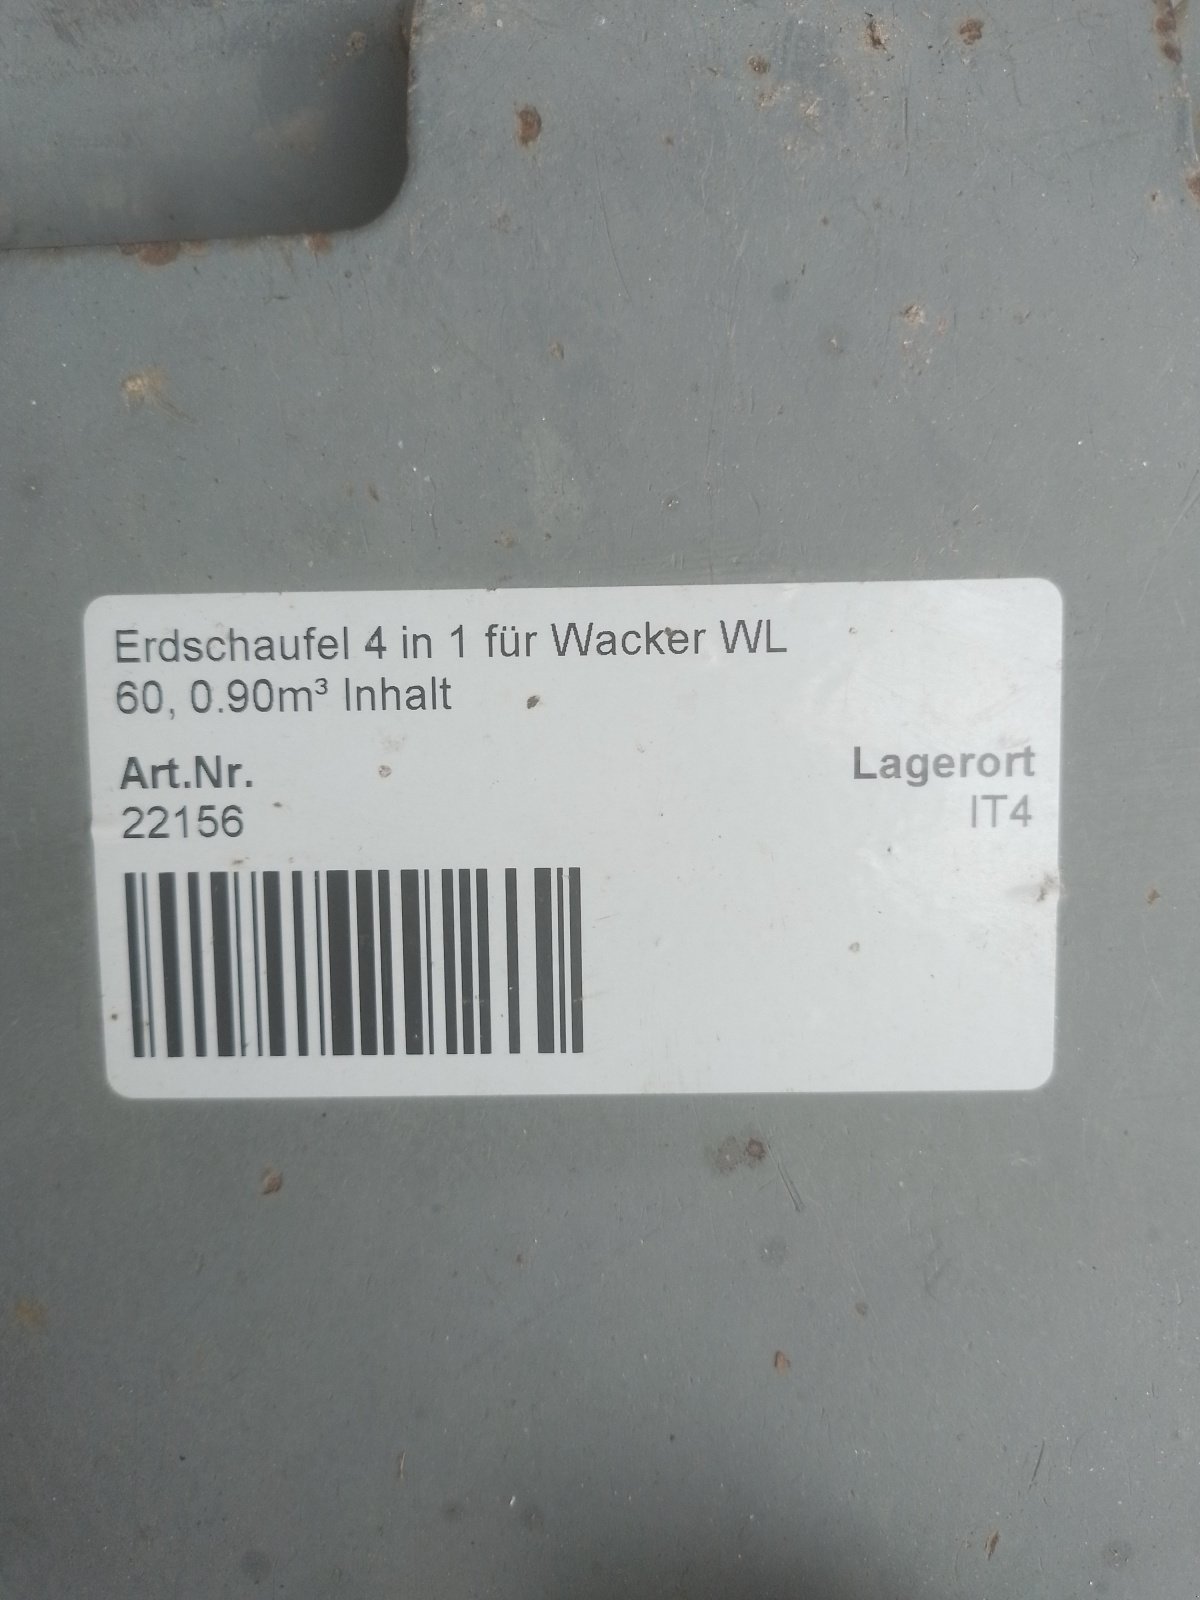 Erdschaufel 4 in 1 für Wacker WL
60, 0.90m³ Inhalt
Art.Nr.
22156
Lagerort
IT4